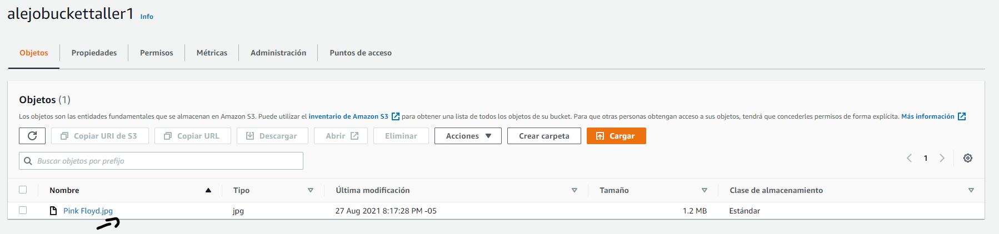 alejobuckettaller1 Info
Objetos Propiedades Permisos Métricas Administración Puntos de acceso
Objetos (1)
Los objetos son las entidades fundamentales que se almacenan en Amazon S3. Puede utilizar el inventario de Amazon S3 para obtener una lista de todos los objetos de su bucket. Para que otras personas obtengan acceso a sus objetos, tendrá que concederles permisos de forma explícita. Más información
Copiar URI de S3 Copiar URL Descargar Abrir Eliminar Acciones Crear carpeta Cargar
Buscar objetos por prefijo 1
Nombre Tipo Última modificación Tamaño Clase de almacenamiento
Pink Floyd.jpg jpg 27 Aug 2021 8:17:28 PM -05 1.2 MB Estándar